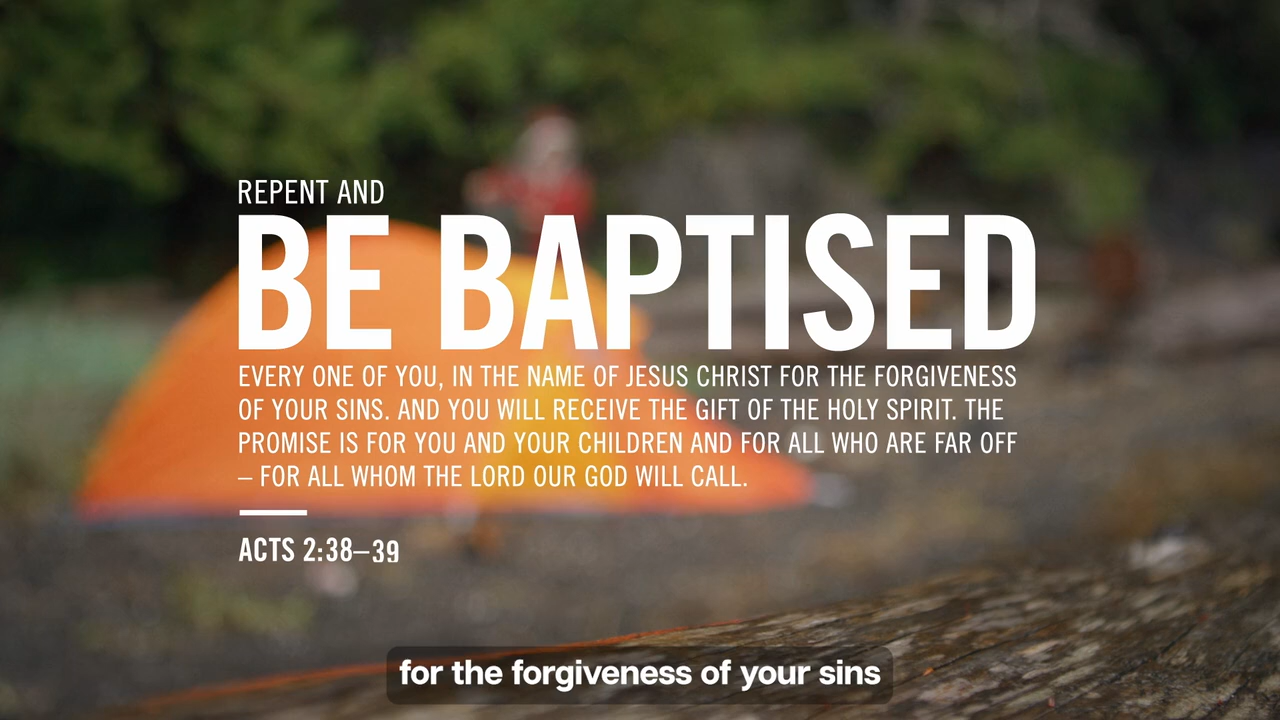 REPENT AND
BE BAPTISED
EVERY ONE OF YOU, IN THE NAME OF JESUS CHRIST FOR THE FORGIVENESS
OF YOUR SINS. AND YOU WILL RECEIVE THE GIFT OF THE HOLY SPIRIT. THE
PROMISE IS FOR YOU AND YOUR CHILDREN AND FOR ALL WHO ARE FAR OFF
– FOR ALL WHOM THE LORD OUR GOD WILL CALL.
ACTS 2:38–39
for the forgiveness of your sins